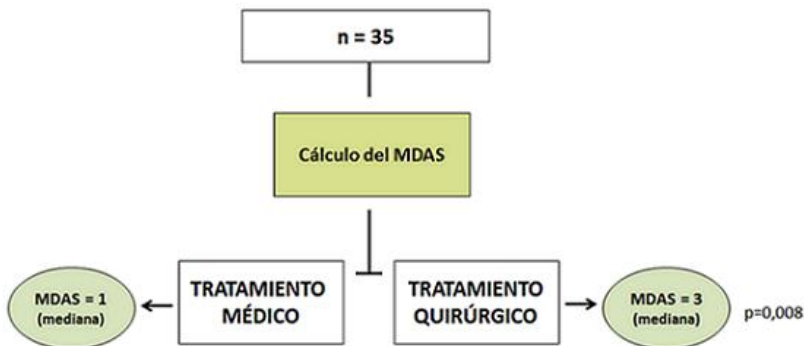 n = 35
Cálculo del MDAS
TRATAMIENTO
MÉDICO
TRATAMIENTO
QUIRÚRGICO
MDAS = 1
(mediana)
MDAS = 3
(mediana)
p=0,008